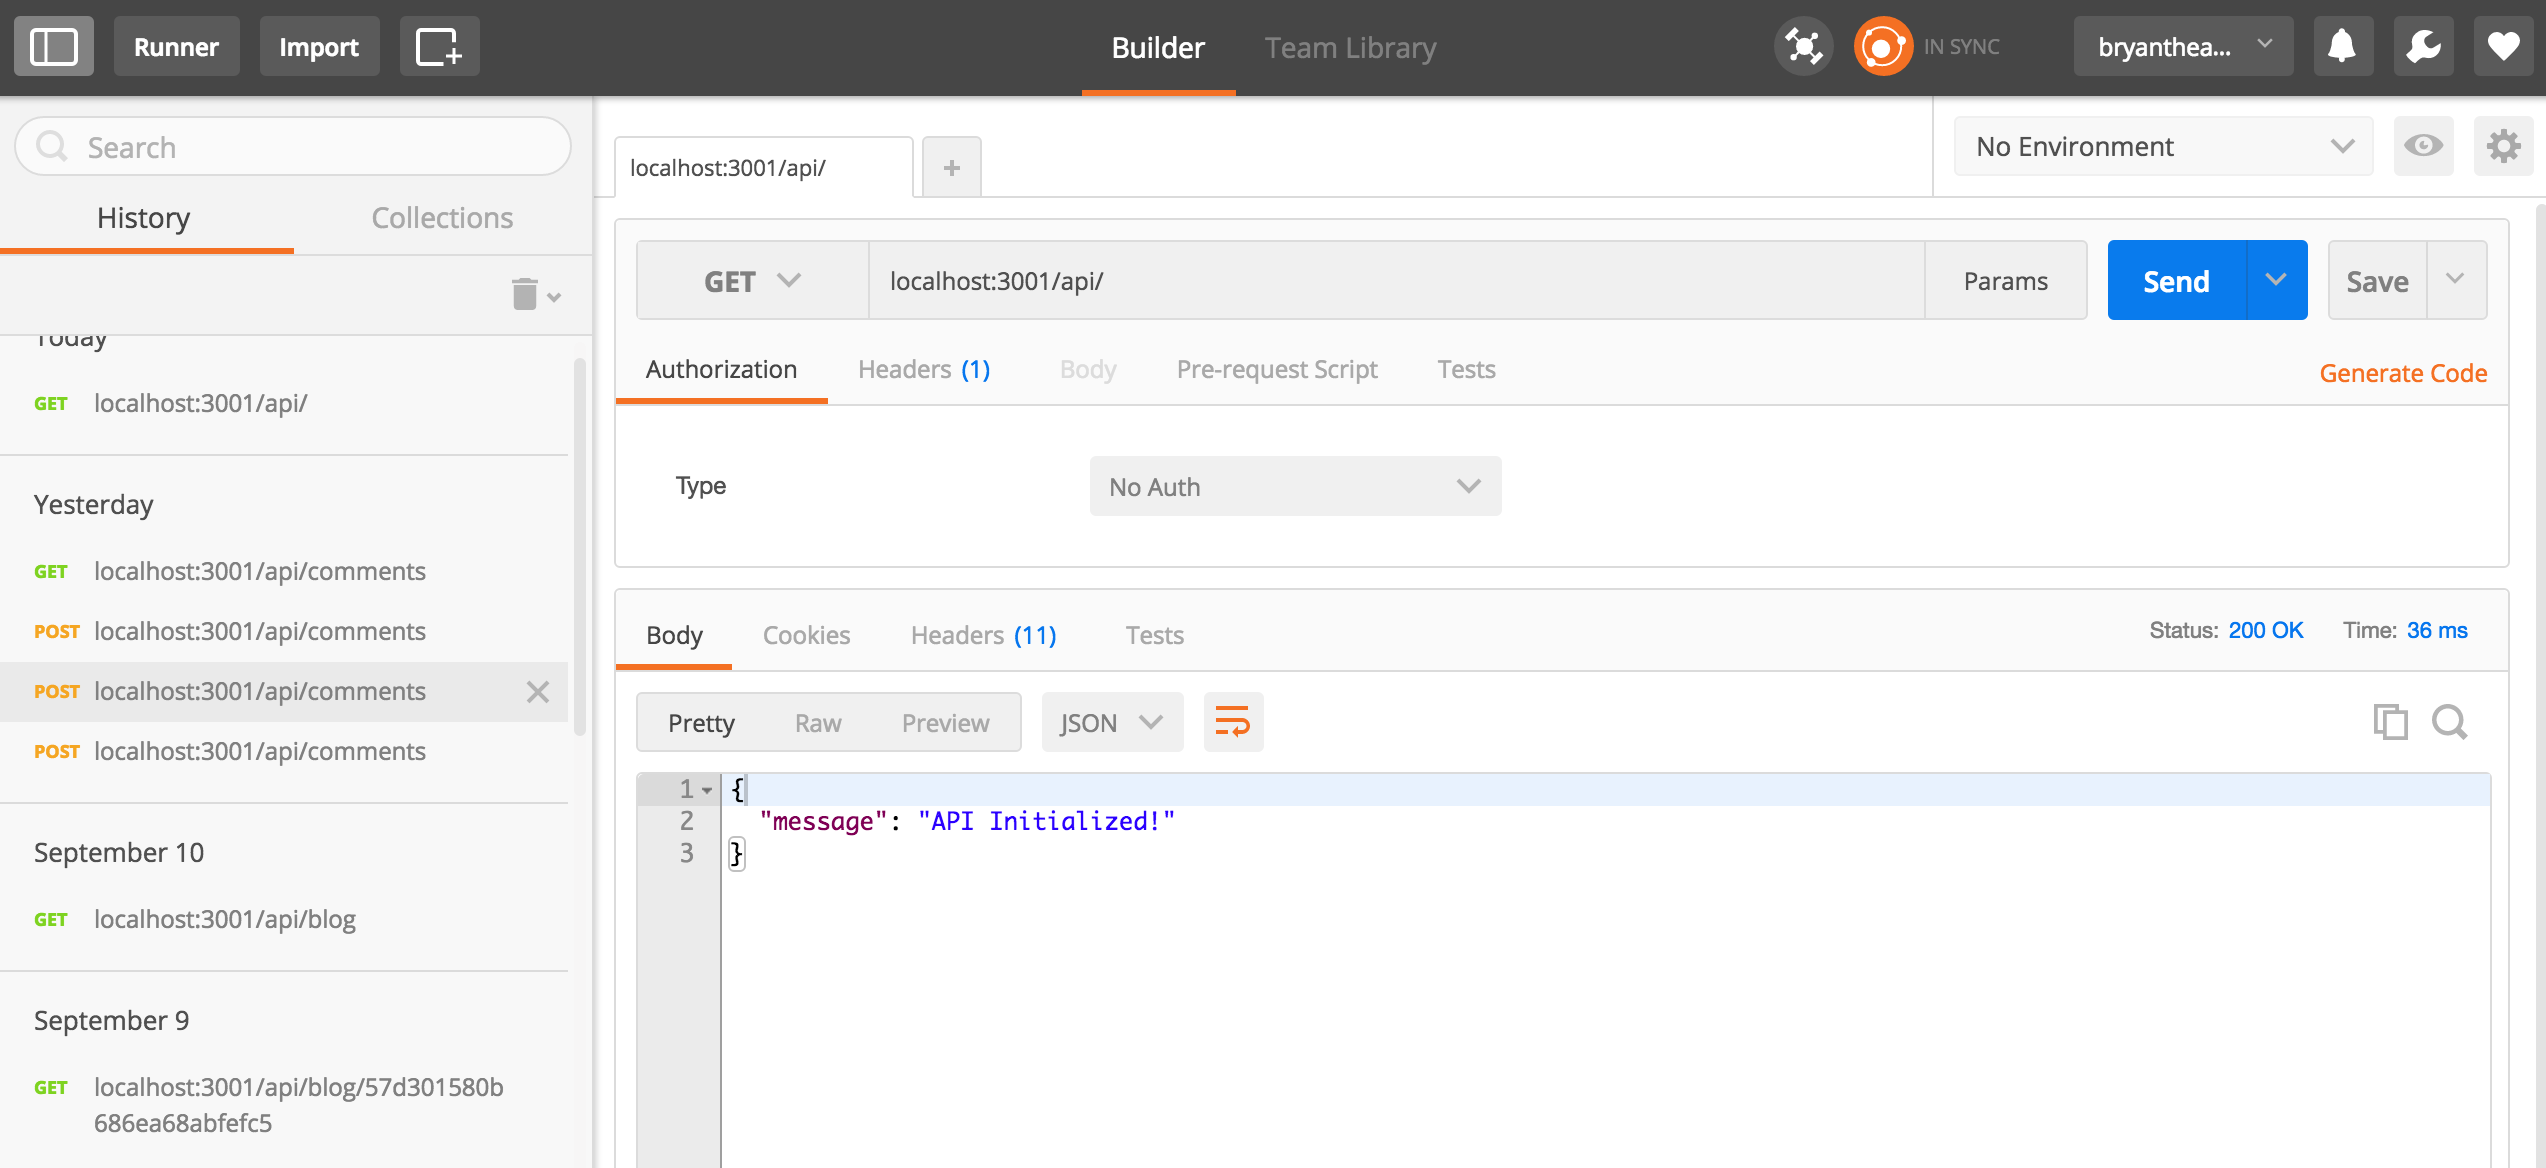 Runner Import Builder Team Library IN SYNC bryanthea...
Search
History Collections
Today
GET localhost:3001/api/
Yesterday
GET localhost:3001/api/comments
POST localhost:3001/api/comments
POST localhost:3001/api/comments
POST localhost:3001/api/comments
September 10
GET localhost:3001/api/blog
September 9
GET localhost:3001/api/blog/57d301580b
686ea68abfefc5
localhost:3001/api/ + No Environment
GET localhost:3001/api/ Params Send Save
Authorization Headers (1) Body Pre-request Script Tests Generate Code
Type No Auth
Body Cookies Headers (11) Tests Status: 200 OK Time: 36 ms
Pretty Raw Preview JSON
1 {
2 "message": "API Initialized!"
3 }